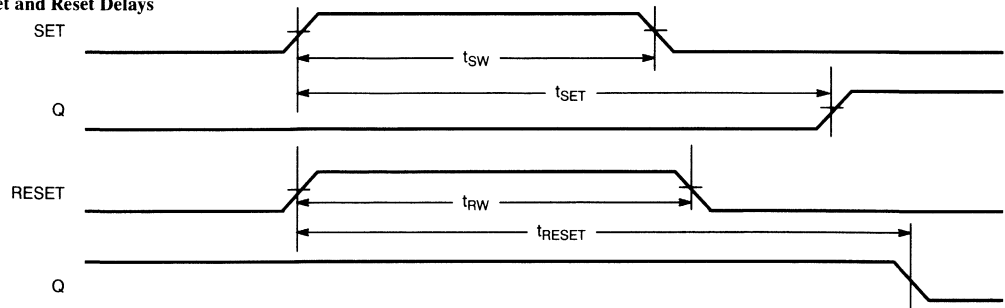 et and Reset Delays
SET
tSW
tSET
Q
RESET
tRW
tRESET
Q